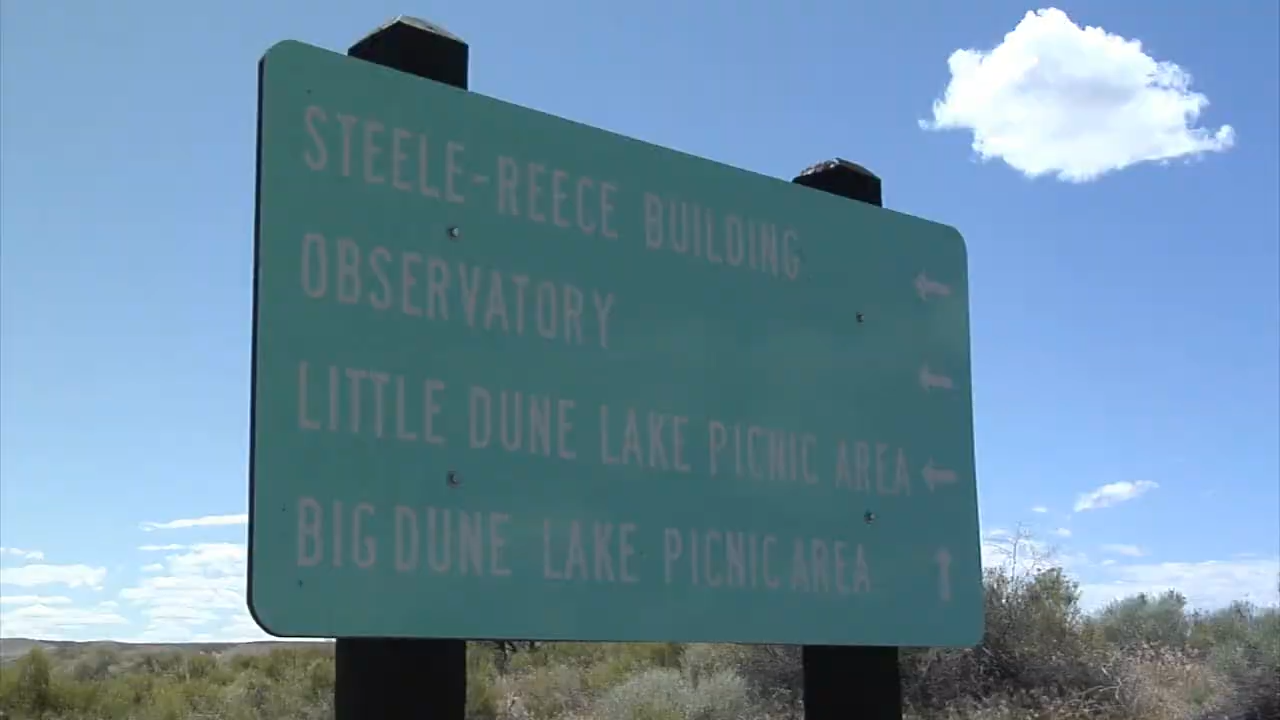 STEELE-REECE BUILDING ←
OBSERVATORY ←
LITTLE DUNE LAKE PICNIC AREA ←
BIG DUNE LAKE PICNIC AREA ↑